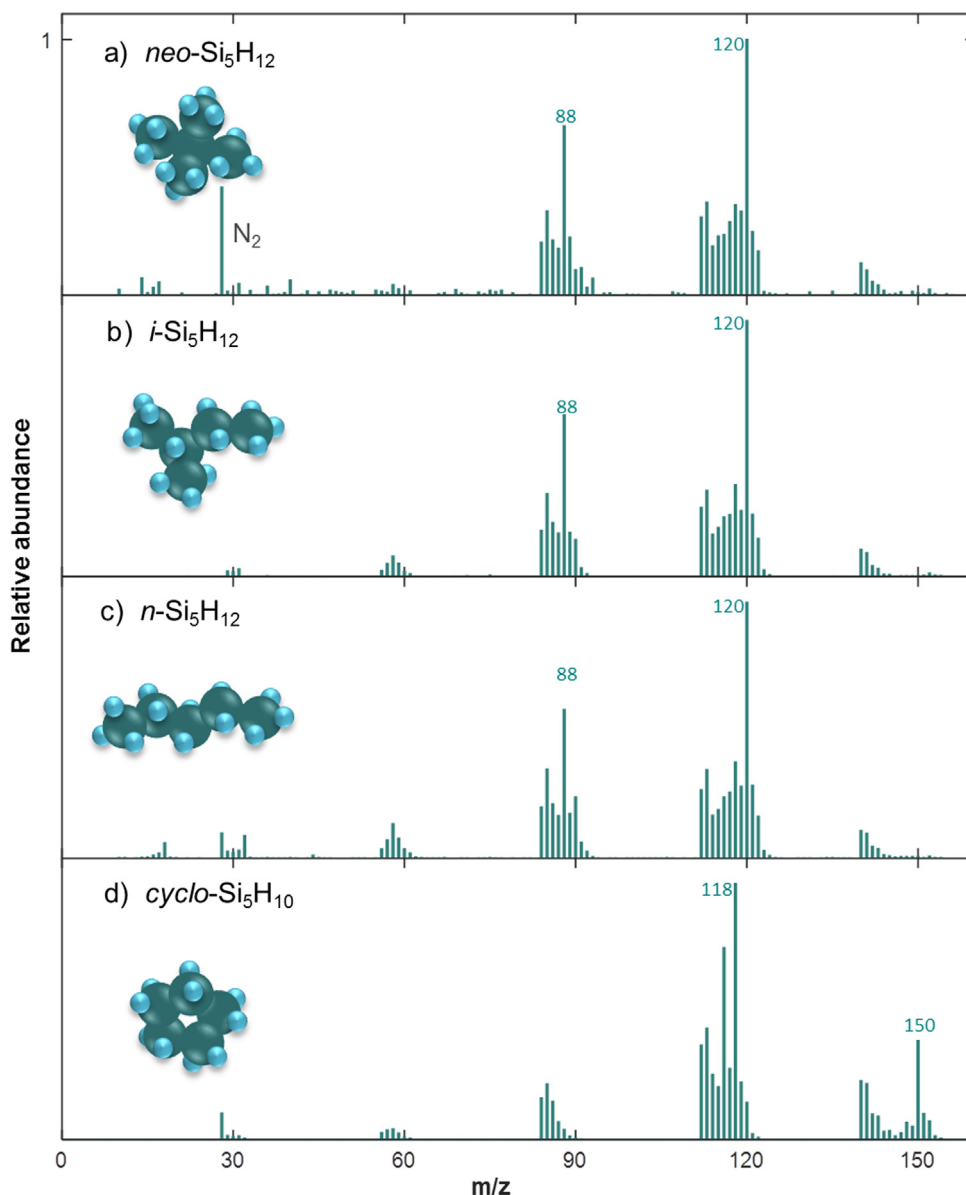 1
a) neo-Si₅H₁₂
120
88
N₂
b) i-Si₅H₁₂
120
88
Relative abundance
c) n-Si₅H₁₂
120
88
d) cyclo-Si₅H₁₀
118
150
0 30 60 90 120 150
m/z